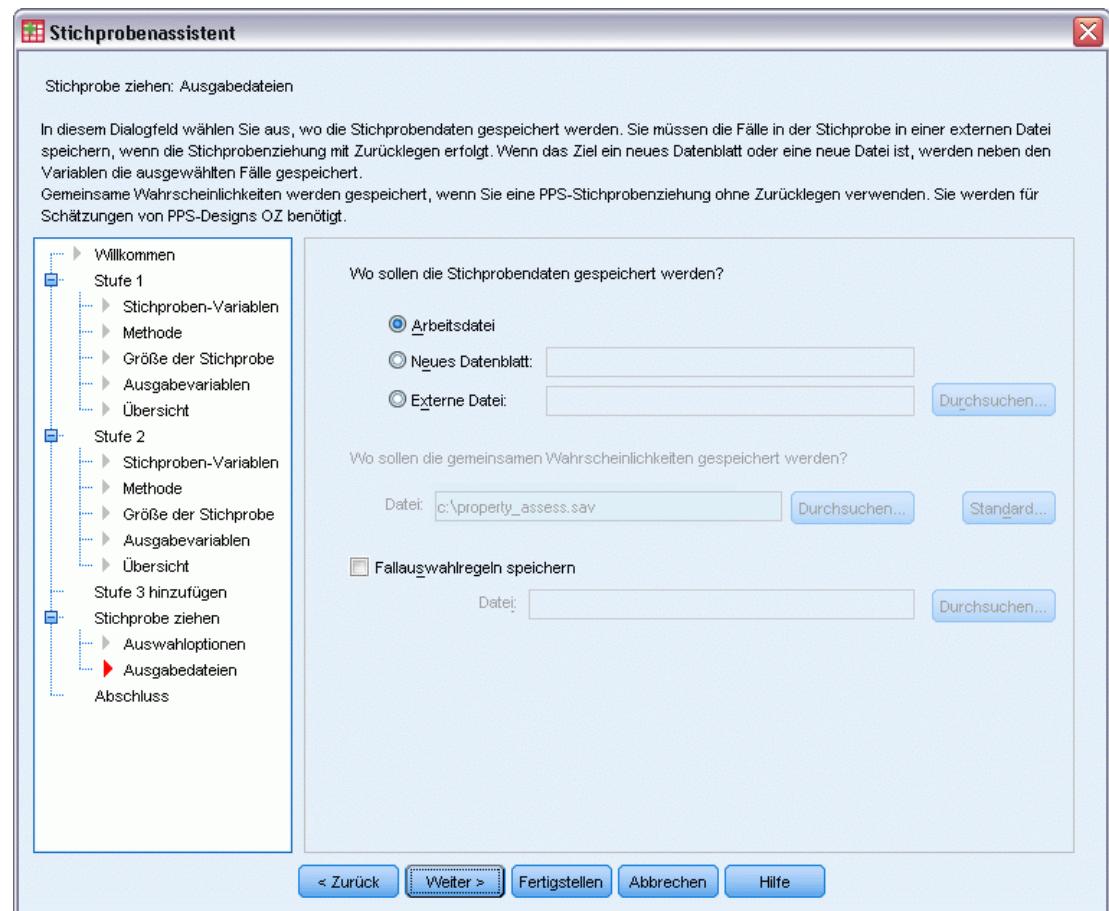 Stichprobenassistent
Stichprobe ziehen: Ausgabedateien
In diesem Dialogfeld wählen Sie aus, wo die Stichprobendaten gespeichert werden. Sie müssen die Fälle in der Stichprobe in einer externen Datei
speichern, wenn die Stichprobenziehung mit Zurücklegen erfolgt. Wenn das Ziel ein neues Datenblatt oder eine neue Datei ist, werden neben den
Variablen die ausgewählten Fälle gespeichert.
Gemeinsame Wahrscheinlichkeiten werden gespeichert, wenn Sie eine PPS-Stichprobenziehung ohne Zurücklegen verwenden. Sie werden für
Schätzungen von PPS-Designs OZ benötigt.
Willkommen
Stufe 1
Stichproben-Variablen
Methode
Größe der Stichprobe
Ausgabevariablen
Übersicht
Stufe 2
Stichproben-Variablen
Methode
Größe der Stichprobe
Ausgabevariablen
Übersicht
Stufe 3 hinzufügen
Stichprobe ziehen
Auswahloptionen
Ausgabedateien
Abschluss
Wo sollen die Stichprobendaten gespeichert werden?
Arbeitsdatei
Neues Datenblatt:
Externe Datei:
Durchsuchen...
Wo sollen die gemeinsamen Wahrscheinlichkeiten gespeichert werden?
Datei: c:\property_assess.sav Durchsuchen... Standard...
Fallauswahlregeln speichern
Datei: Durchsuchen...
< Zurück Weiter > Fertigstellen Abbrechen Hilfe